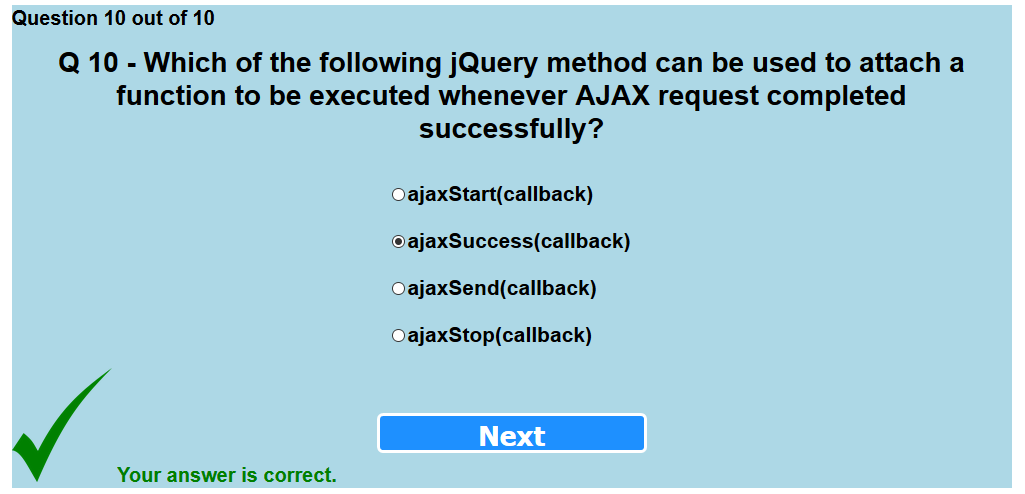 Question 10 out of 10
Q 10 - Which of the following jQuery method can be used to attach a
function to be executed whenever AJAX request completed
successfully?
ajaxStart(callback)
ajaxSuccess(callback)
ajaxSend(callback)
ajaxStop(callback)
Next
Your answer is correct.